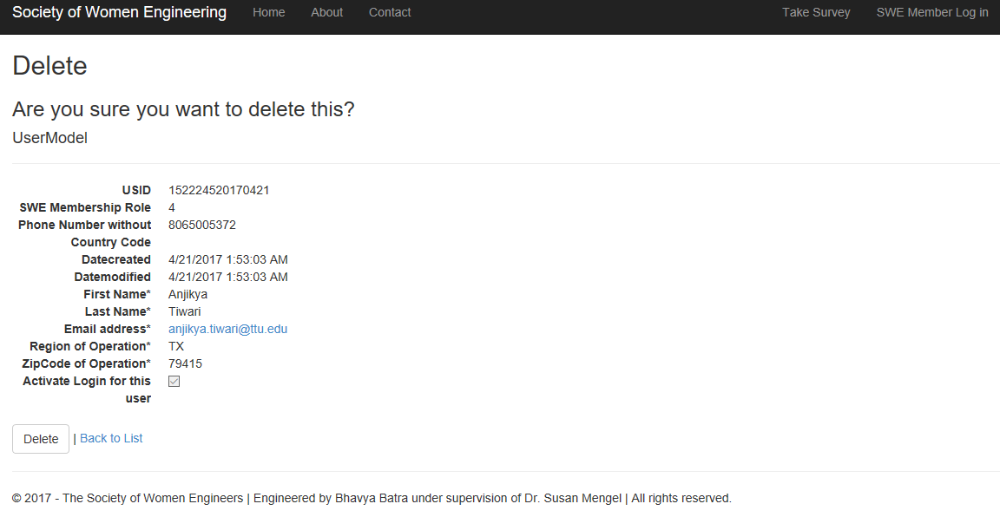 Society of Women Engineering Home About Contact Take Survey SWE Member Log in
Delete
Are you sure you want to delete this?
UserModel
USID 152224520170421
SWE Membership Role 4
Phone Number without 8065005372
Country Code
Datecreated 4/21/2017 1:53:03 AM
Datemodified 4/21/2017 1:53:03 AM
First Name* Anjikya
Last Name* Tiwari
Email address* anjikya.tiwari@ttu.edu
Region of Operation* TX
ZipCode of Operation* 79415
Activate Login for this
user
Delete | Back to List
© 2017 - The Society of Women Engineers | Engineered by Bhavya Batra under supervision of Dr. Susan Mengel | All rights reserved.